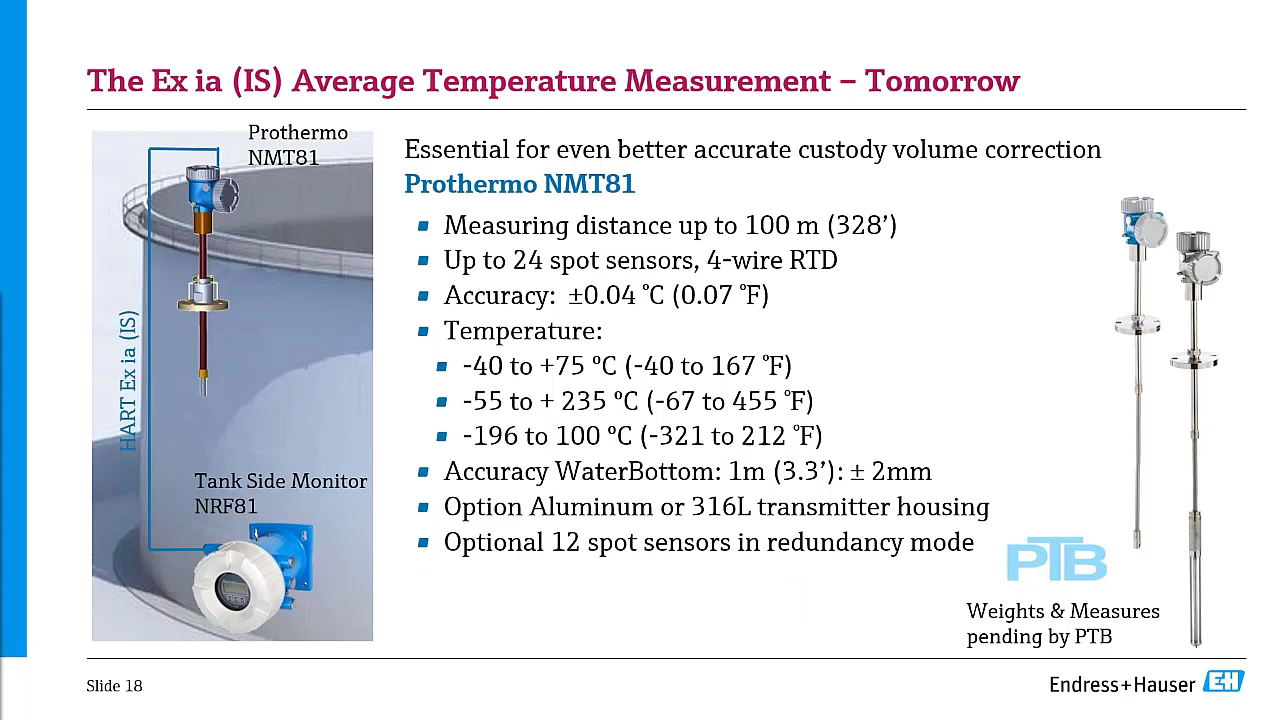 The Ex ia (IS) Average Temperature Measurement – Tomorrow
Prothermo
NMT81
HART Ex ia (IS)
Tank Side Monitor
NRF81
Essential for even better accurate custody volume correction
Prothermo NMT81
Measuring distance up to 100 m (328’)
Up to 24 spot sensors, 4-wire RTD
Accuracy: ±0.04 °C (0.07 °F)
Temperature:
-40 to +75 °C (-40 to 167 °F)
-55 to + 235 °C (-67 to 455 °F)
-196 to 100 °C (-321 to 212 °F)
Accuracy WaterBottom: 1m (3.3’): ± 2mm
Option Aluminum or 316L transmitter housing
Optional 12 spot sensors in redundancy mode
PTB
Weights & Measures
pending by PTB
Slide 18
Endress+Hauser EH